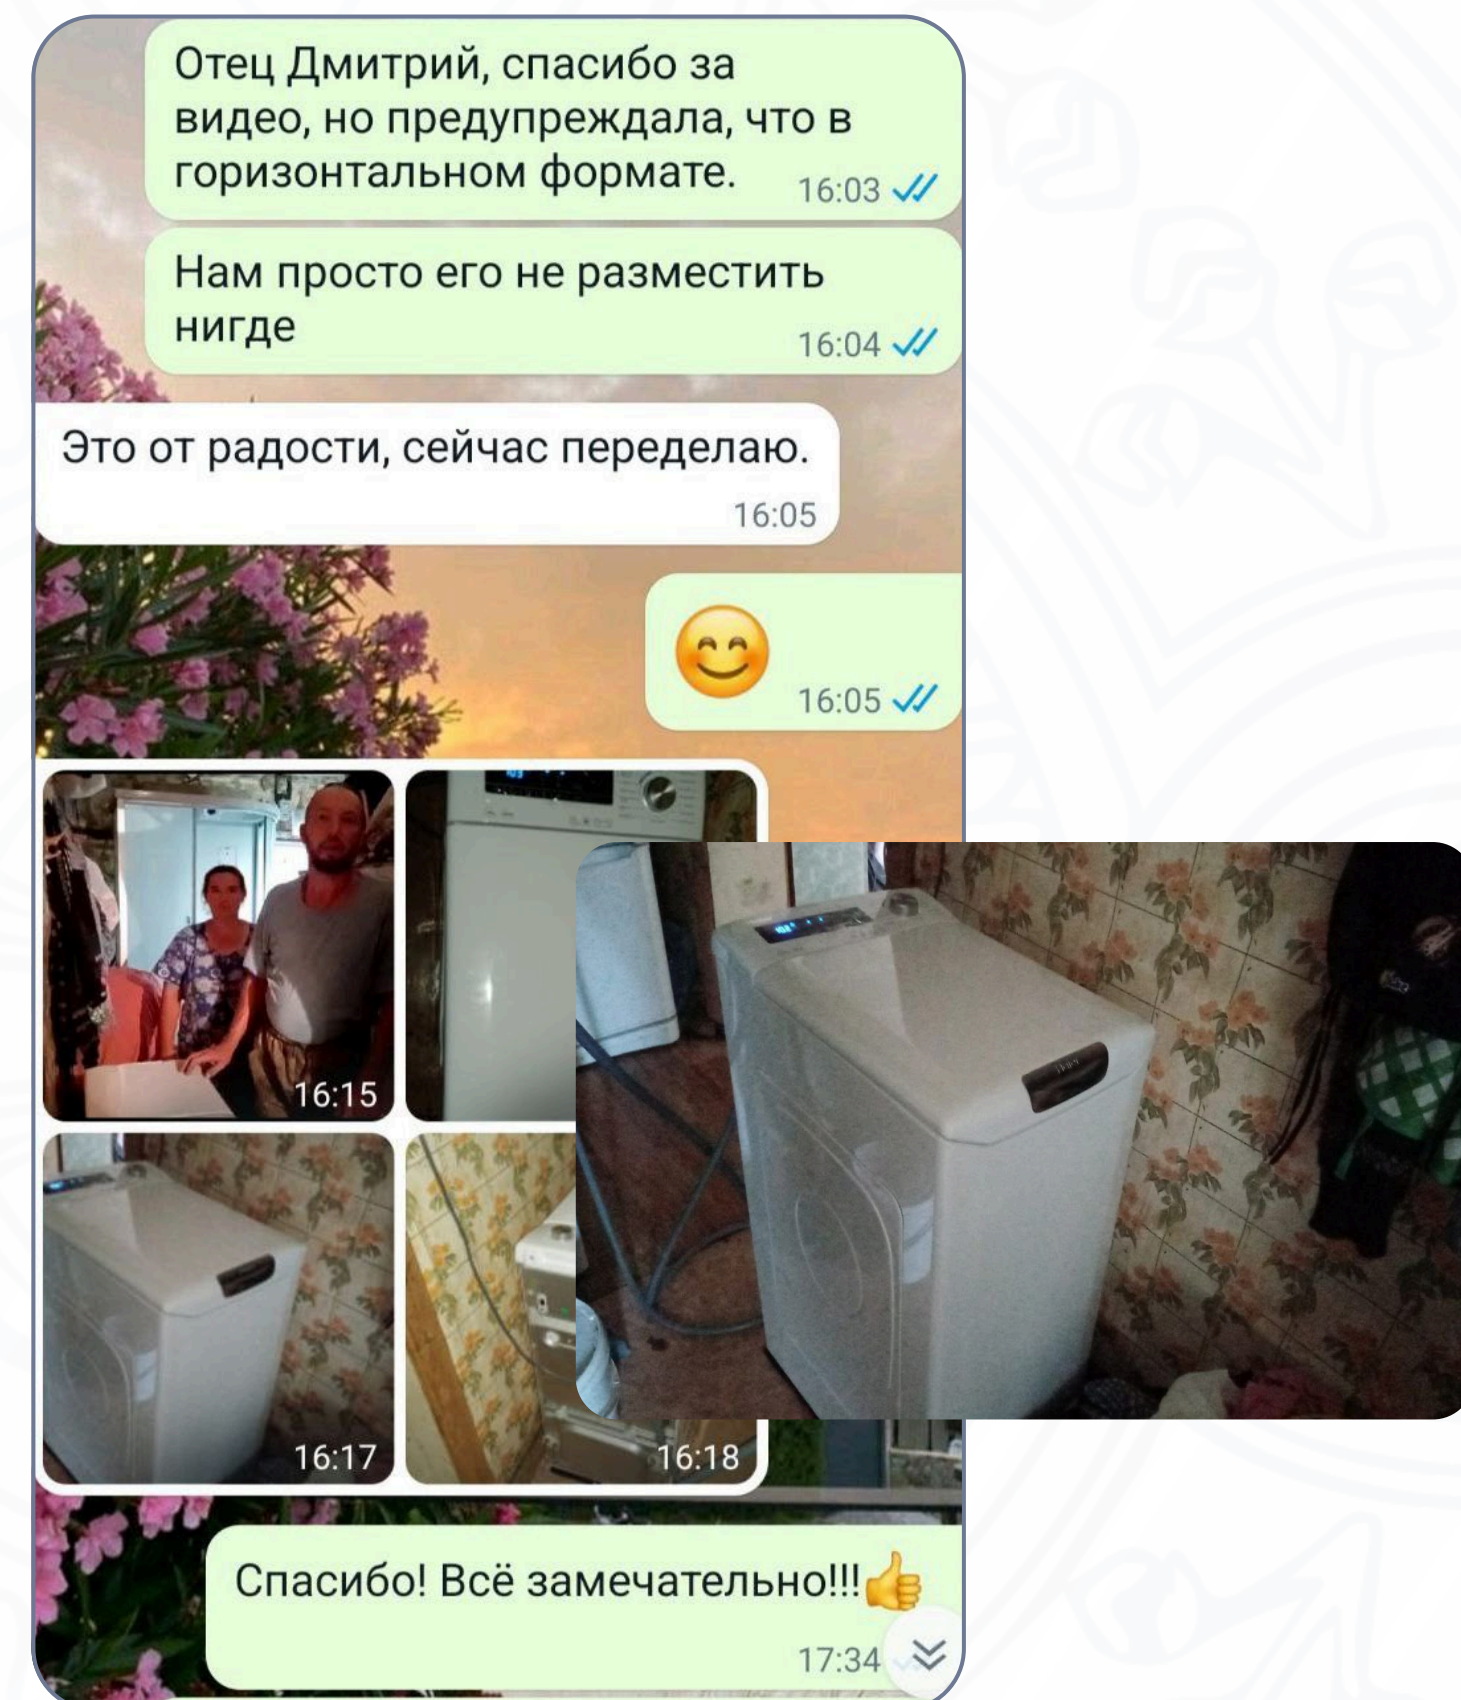 Отец Дмитрий, спасибо за
видео, но предупреждала, что в
горизонтальном формате.
16:03
Нам просто его не разместить
нигде
16:04
Это от радости, сейчас переделаю.
16:05
16:05
16:15
16:17
16:18
Спасибо! Всё замечательно!!!
17:34